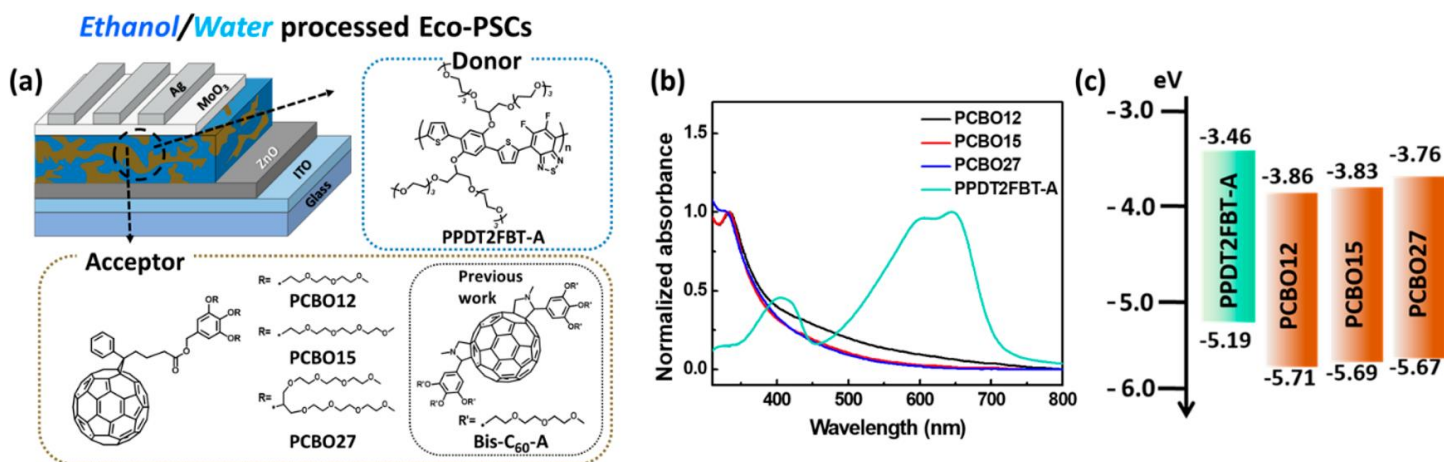 Ethanol/Water processed Eco-PSCs
(a)
Ag
MoO3
ZnO
ITO
Glass
Donor
O
3
F
N
S
n
PPDT2FBT-A
Acceptor
OR
R=
PCBO12
R=
PCBO15
R=
PCBO27
Previous
work
OR'
R'O
N
R'=
Bis-C60-A
(b)
Normalized absorbance
1.5
1.0
0.5
0.0
PCBO12
PCBO15
PCBO27
PPDT2FBT-A
400
500
600
700
800
Wavelength (nm)
(c)
eV
-3.0
-4.0
-5.0
-6.0
-3.46
PPDT2FBT-A
-5.19
-3.86
PCBO12
-5.71
-3.83
PCBO15
-5.69
-3.76
PCBO27
-5.67